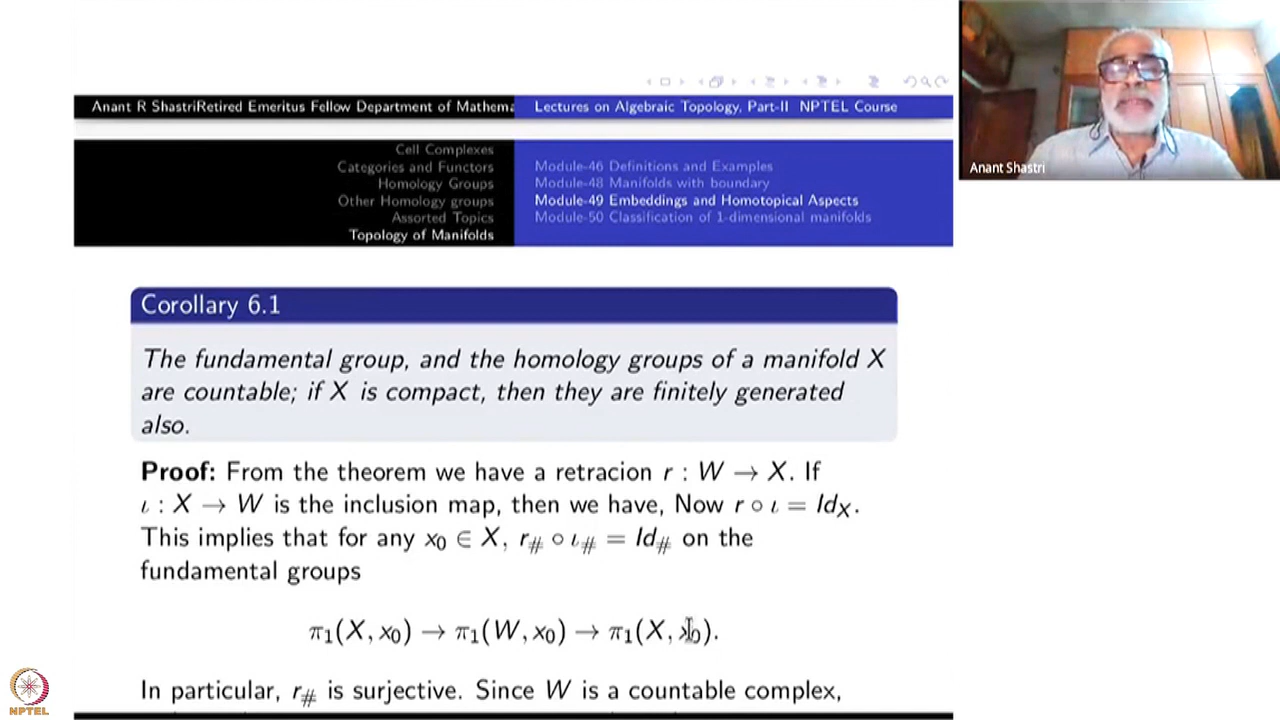 Anant R ShastriRetired Emeritus Fellow Department of Mathema
Lectures on Algebraic Topology, Part-II NPTEL Course
Cell Complexes
Categories and Functors
Homology Groups
Other Homology groups
Assorted Topics
Topology of Manifolds
Module-46 Definitions and Examples
Module-48 Manifolds with boundary
Module-49 Embeddings and Homotopical Aspects
Module-50 Classification of 1-dimensional manifolds
Anant Shastri
Corollary 6.1
The fundamental group, and the homology groups of a manifold X
are countable; if X is compact, then they are finitely generated
also.
Proof: From the theorem we have a retracion r : W → X. If
ι : X → W is the inclusion map, then we have, Now r ∘ ι = Id_X.
This implies that for any x₀ ∈ X, r_# ∘ ι_# = Id_# on the
fundamental groups
π₁(X, x₀) → π₁(W, x₀) → π₁(X, x₀).
In particular, r_# is surjective. Since W is a countable complex,
NPTEL